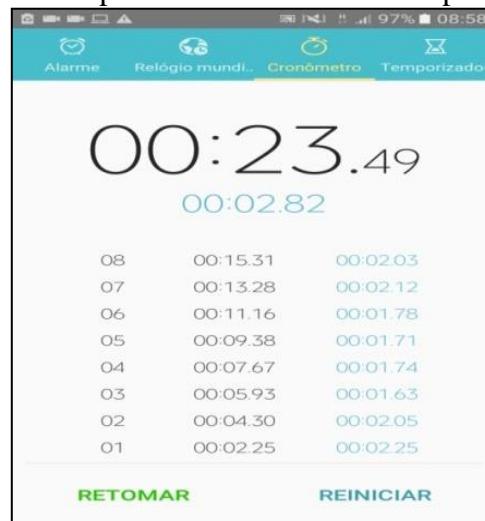 97% 08:58
Alarme Relógio mundi.. Cronômetro Temporizado
00:23.49
00:02.82
08 00:15.31 00:02.03
07 00:13.28 00:02.12
06 00:11.16 00:01.78
05 00:09.38 00:01.71
04 00:07.67 00:01.74
03 00:05.93 00:01.63
02 00:04.30 00:02.05
01 00:02.25 00:02.25
RETOMAR REINICIAR